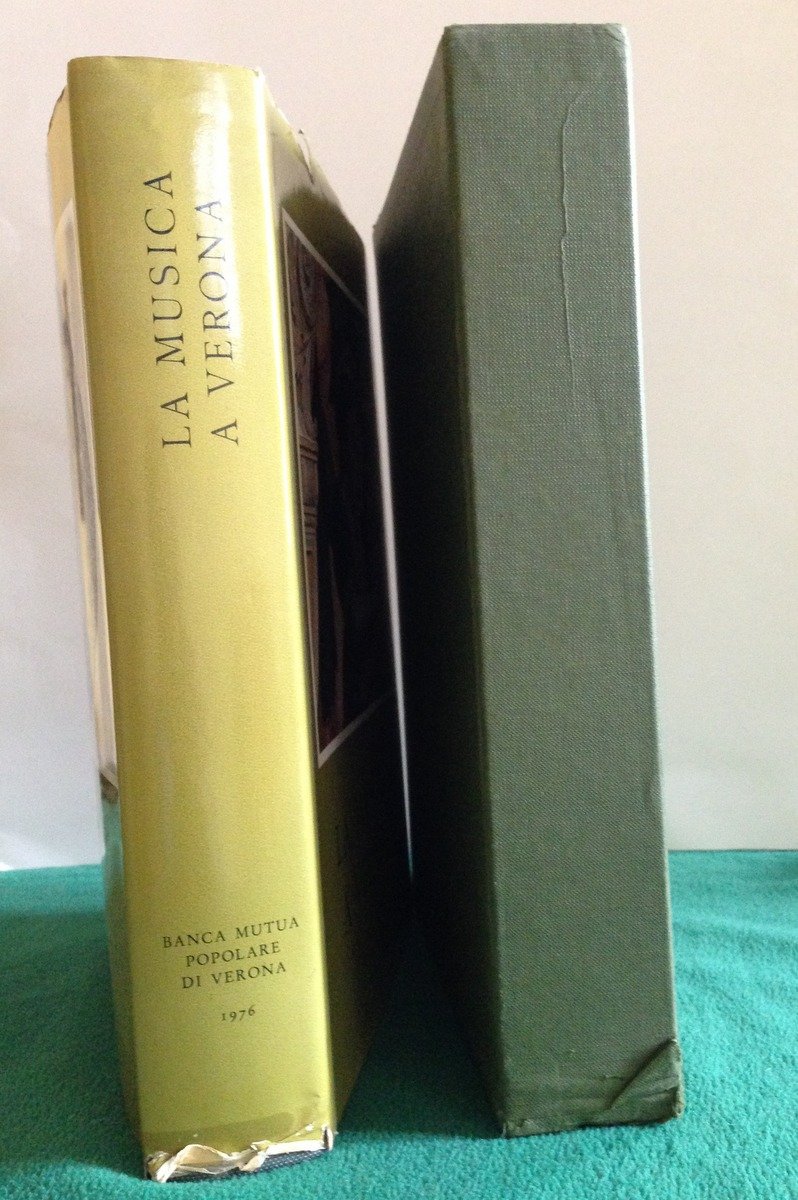 LA MUSICA
A VERONA
BANCA MUTUA
POPOLARE
DI VERONA
1976